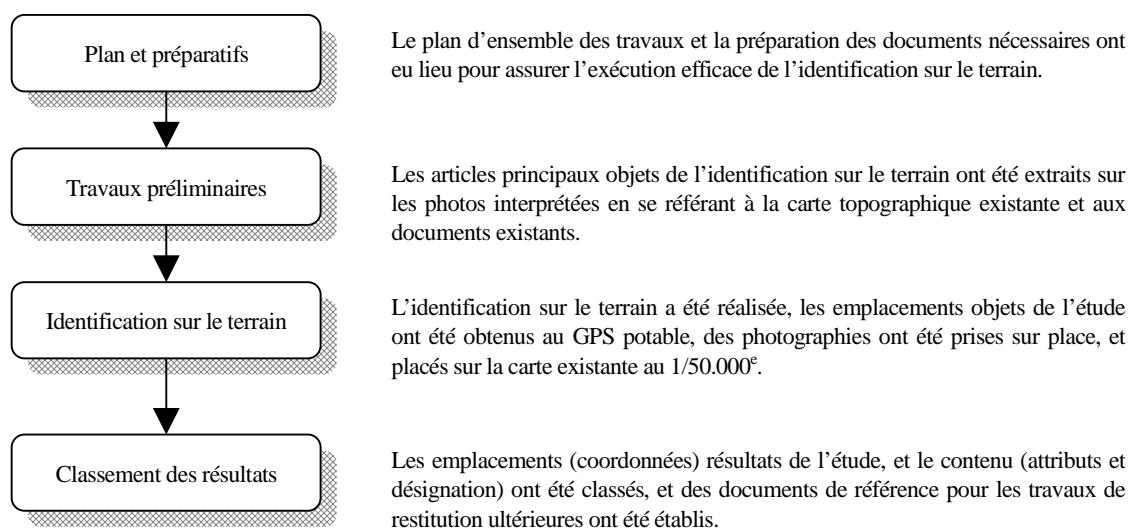 Plan et préparatifs
Le plan d’ensemble des travaux et la préparation des documents nécessaires ont
eu lieu pour assurer l’exécution efficace de l’identification sur le terrain.
Travaux préliminaires
Les articles principaux objets de l’identification sur le terrain ont été extraits sur
les photos interprétées en se référant à la carte topographique existante et aux
documents existants.
Identification sur le terrain
L’identification sur le terrain a été réalisée, les emplacements objets de l’étude
ont été obtenus au GPS potable, des photographies ont été prises sur place, et
placés sur la carte existante au 1/50.000ᵉ.
Classement des résultats
Les emplacements (coordonnées) résultats de l’étude, et le contenu (attributs et
désignation) ont été classés, et des documents de référence pour les travaux de
restitution ultérieures ont été établis.